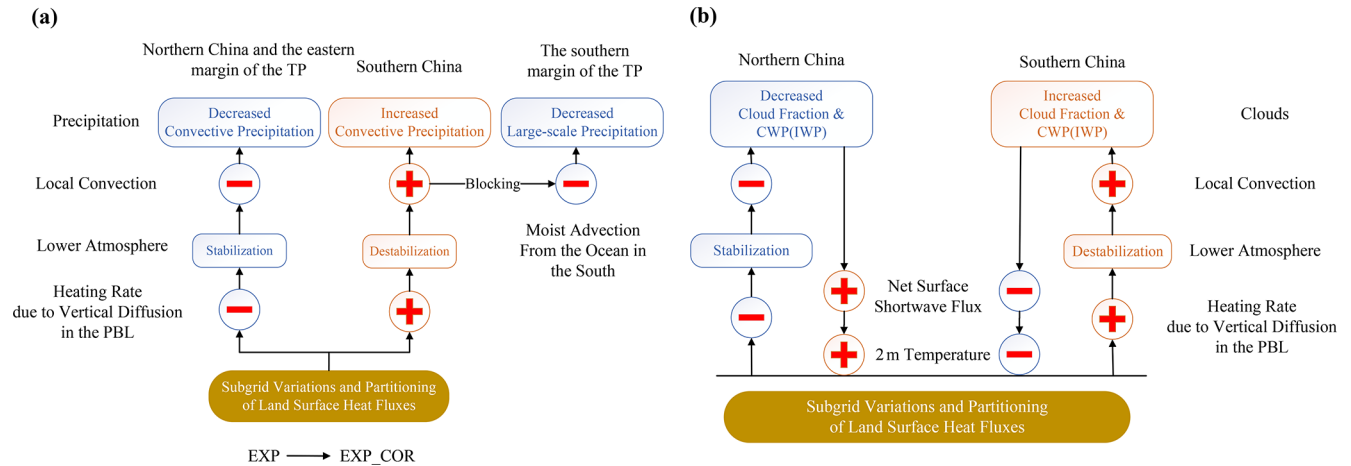 (a)
Northern China and the eastern
margin of the TP
Southern China
The southern
margin of the TP
Precipitation
Decreased
Convective Precipitation
Increased
Convective Precipitation
Decreased
Large-scale Precipitation
Local Convection
Blocking
Lower Atmosphere
Stabilization
Destabilization
Moist Advection
From the Ocean in
the South
Heating Rate
due to Vertical Diffusion
in the PBL
Subgrid Variations and Partitioning
of Land Surface Heat Fluxes
EXP
EXP_COR
(b)
Northern China
Southern China
Decreased
Cloud Fraction &
CWP(IWP)
Increased
Cloud Fraction &
CWP(IWP)
Clouds
Local Convection
Stabilization
Destabilization
Lower Atmosphere
Net Surface
Shortwave Flux
Heating Rate
due to Vertical Diffusion
in the PBL
2 m Temperature
Subgrid Variations and Partitioning
of Land Surface Heat Fluxes